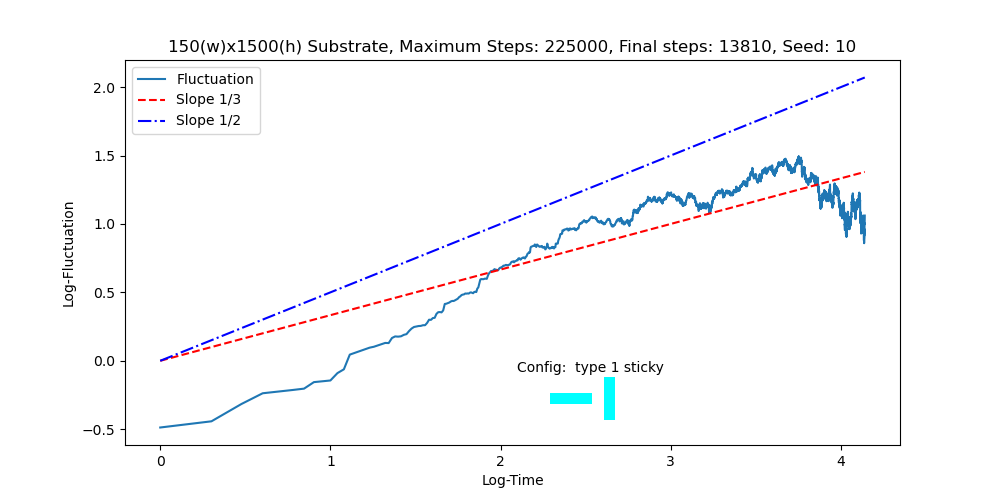 150(w)x1500(h) Substrate, Maximum Steps: 225000, Final steps: 13810, Seed: 10
Fluctuation
Slope 1/3
Slope 1/2
2.0
1.5
1.0
0.5
0.0
−0.5
Log-Fluctuation
Config:  type 1 sticky
0
1
2
3
4
Log-Time